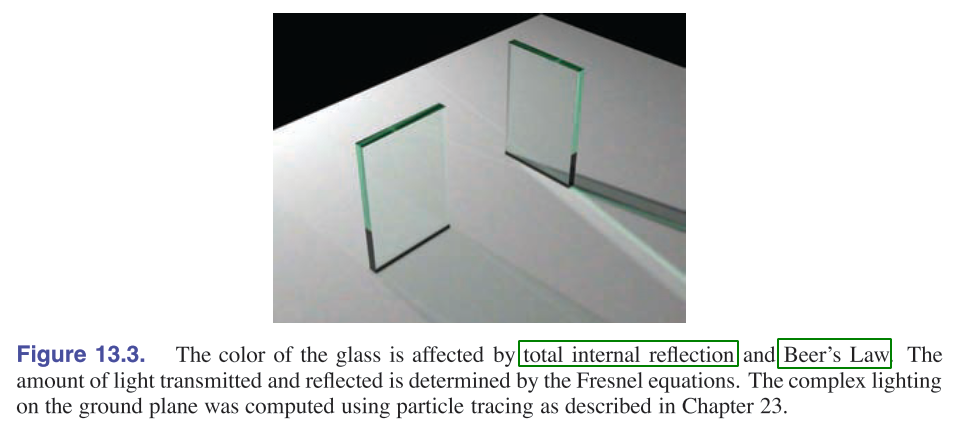 Figure 13.3. The color of the glass is affected by total internal reflection and Beer's Law. The
amount of light transmitted and reflected is determined by the Fresnel equations. The complex lighting
on the ground plane was computed using particle tracing as described in Chapter 23.